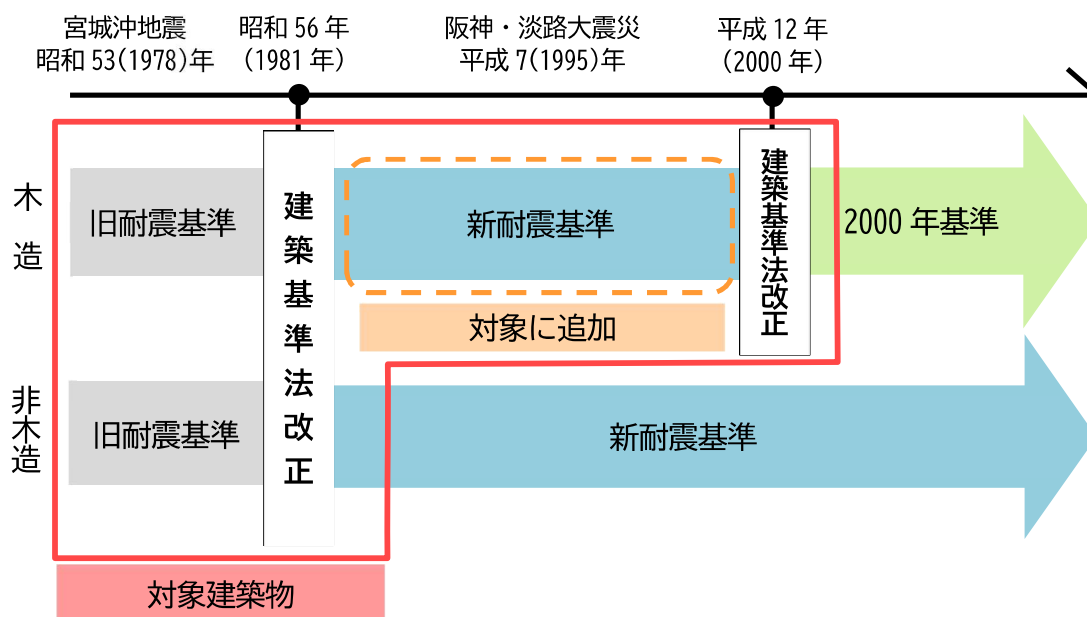 宮城沖地震
昭和 53(1978)年
昭和 56 年
(1981 年)
阪神・淡路大震災
平成 7(1995)年
平成 12 年
(2000 年)
木造
旧耐震基準
建築基準法改正
新耐震基準
対象に追加
建築基準法改正
2000 年基準
非木造
旧耐震基準
新耐震基準
対象建築物